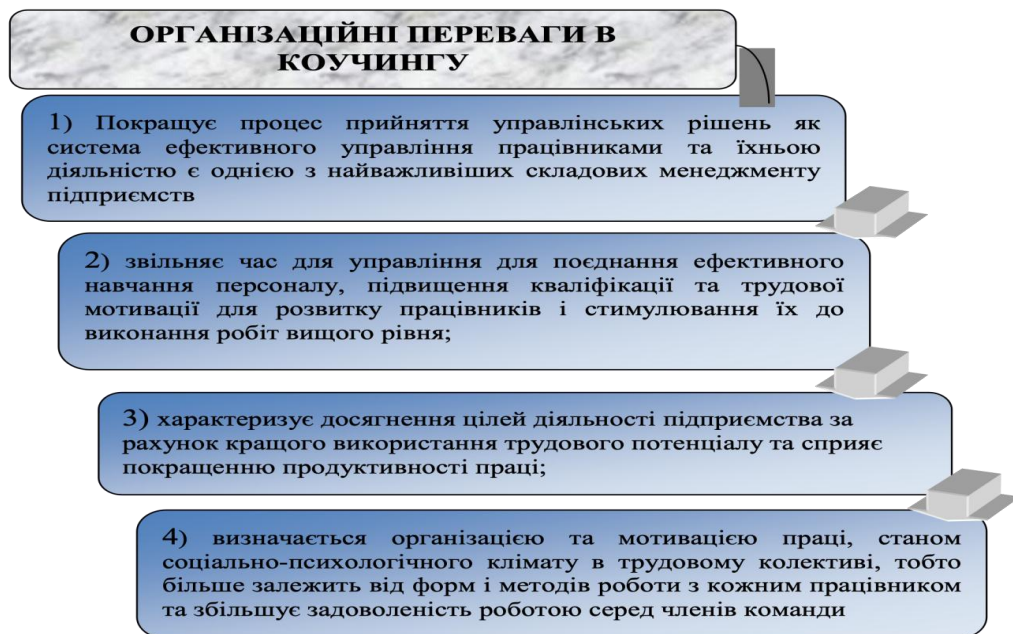 ОРГАНІЗАЦІЙНІ ПЕРЕВАГИ В
КОУЧИНГУ
1) Покращує процес прийняття управлінських рішень як
система ефективного управління працівниками та їхньою
діяльністю є однією з найважливіших складових менеджменту
підприємств
2) звільняє час для управління для поєднання ефективного
навчання персоналу, підвищення кваліфікації та трудової
мотивації для розвитку працівників і стимулювання їх до
виконання робіт вищого рівня;
3) характеризує досягнення цілей діяльності підприємства за
рахунок кращого використання трудового потенціалу та сприяє
покращенню продуктивності праці;
4) визначається організацією та мотивацією праці, станом
соціально-психологічного клімату в трудовому колективі, тобто
більше залежить від форм і методів роботи з кожним працівником
та збільшує задоволеність роботою серед членів команди